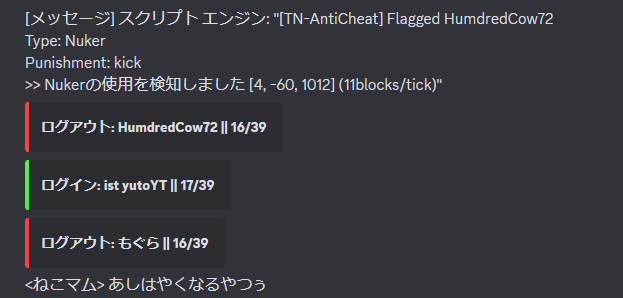 [メッセージ] スクリプト エンジン: "[TN-AntiCheat] Flagged HumdredCow72
Type: Nuker
Punishment: kick
>> Nukerの使用を検知しました [4, -60, 1012] (11blocks/tick)"
ログアウト: HumdredCow72 || 16/39
ログイン: ist yutoYT || 17/39
ログアウト: もぐら || 16/39
<ねこマム> あしはやくなるやつぅ